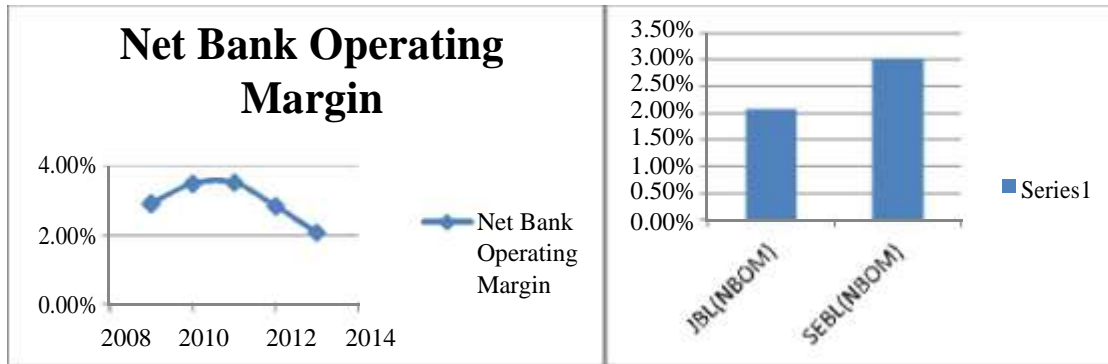 Net Bank Operating
Margin
4.00%
2.00%
0.00%
2008 2010 2012 2014
Net Bank
Operating
Margin
3.50%
3.00%
2.50%
2.00%
1.50%
1.00%
0.50%
0.00%
JBL(NBOM)
SEBL(NBOM)
Series1